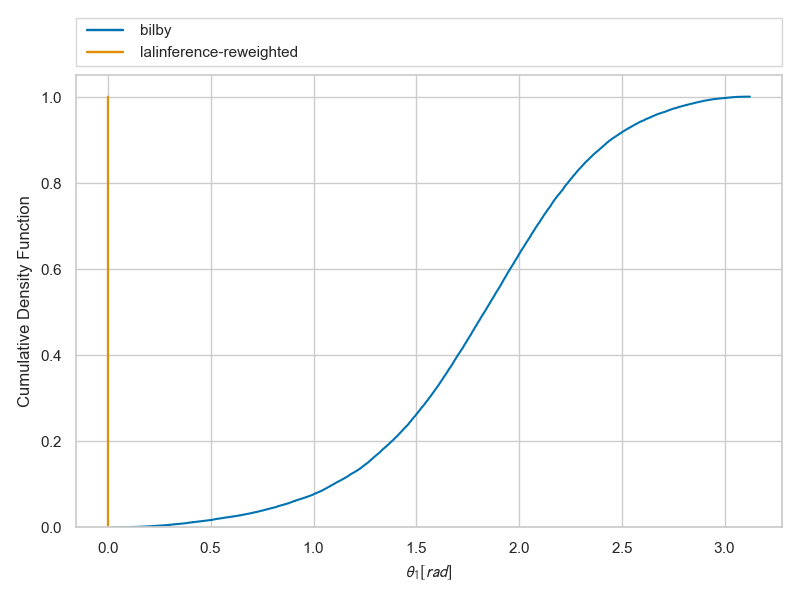 bilby
lalinference-reweighted
Cumulative Density Function
1.0
0.8
0.6
0.4
0.2
0.0
0.0 0.5 1.0 1.5 2.0 2.5 3.0
θ₁[rad]